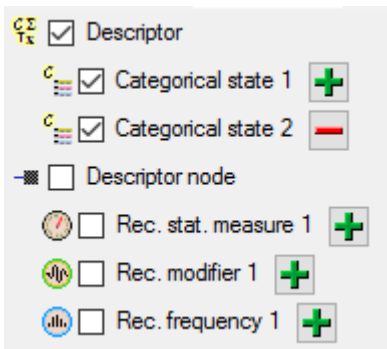 Descriptor
Categorical state 1
Categorical state 2
Descriptor node
Rec. stat. measure 1
Rec. modifier 1
Rec. frequency 1